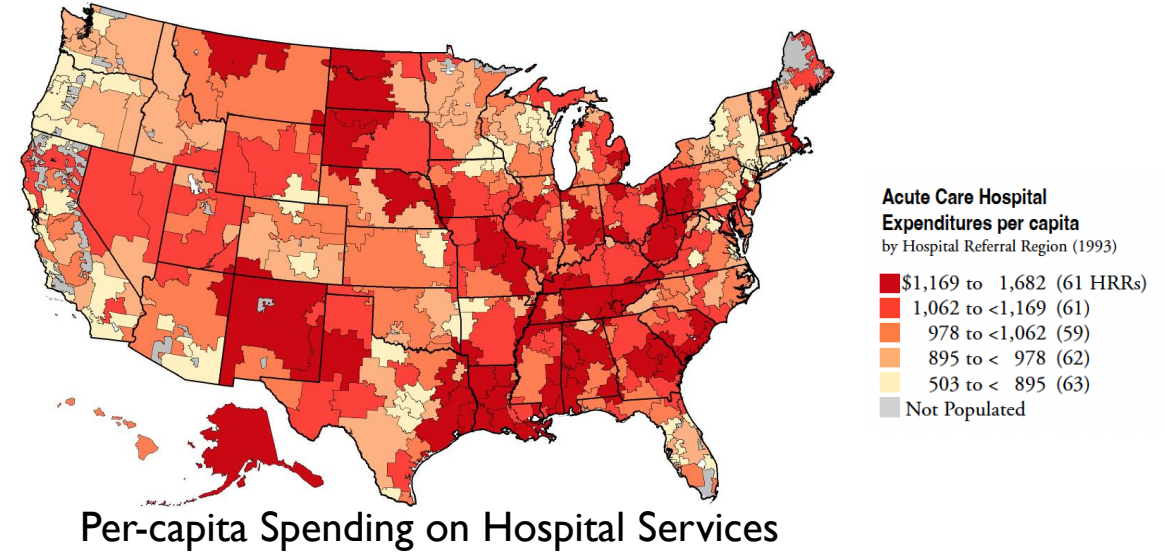 Acute Care Hospital
Expenditures per capita
by Hospital Referral Region (1993)
$1,169 to 1,682 (61 HRRs)
1,062 to <1,169 (61)
978 to <1,062 (59)
895 to < 978 (62)
503 to < 895 (63)
Not Populated
Per-capita Spending on Hospital Services